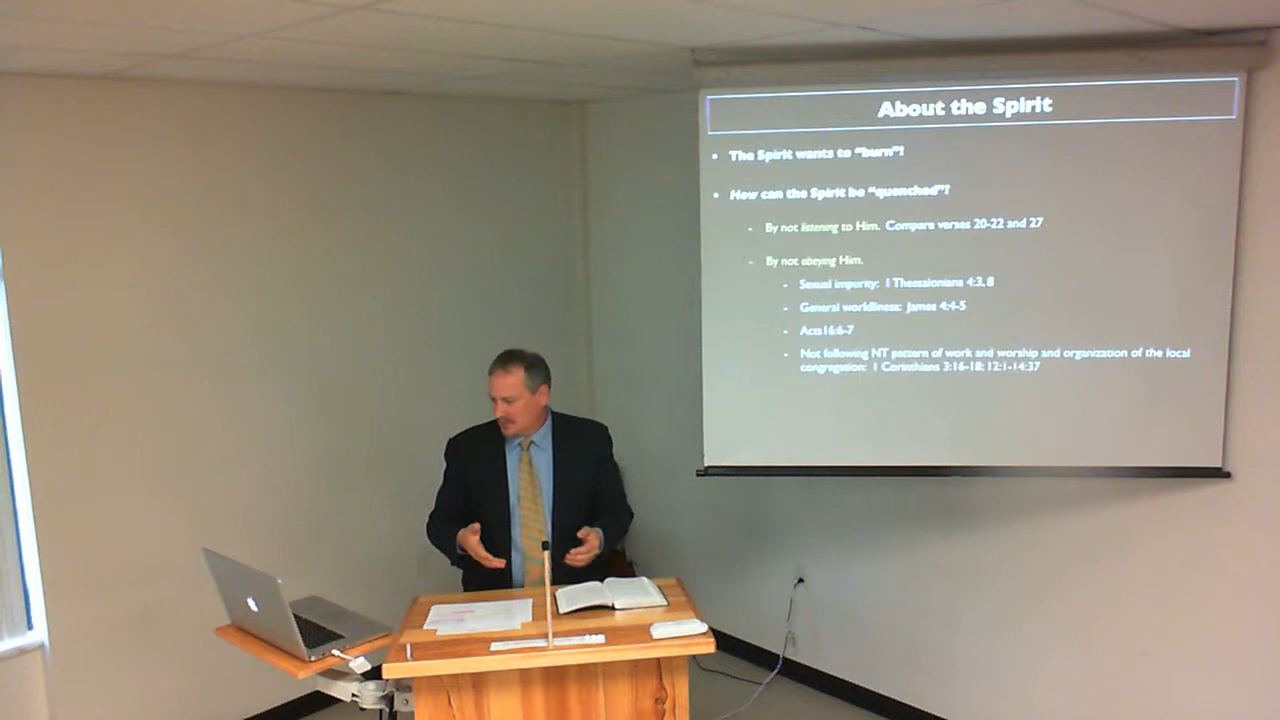 About the Spirit
• The Spirit wants to “burn”!
• How can the Spirit be “quenched”?
- By not listening to Him. Compare verses 20-22 and 27
- By not obeying Him.
- Sexual impurity: 1 Thessalonians 4:3, 8
- General worldliness: James 4:4-5
- Acts16:6-7
- Not following NT pattern of work and worship and organization of the local
congregation: 1 Corinthians 3:16-18; 12:1-14:37